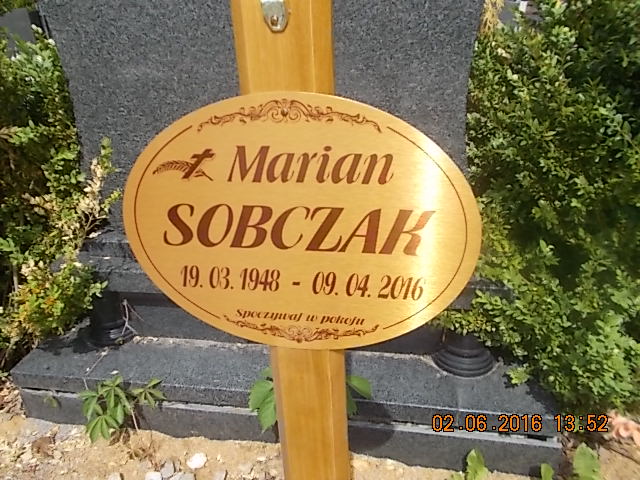 Marian
SOBCZAK
19.03.1948 - 09.04.2016
Spoczywaj w pokoju
02.06.2016 13:52